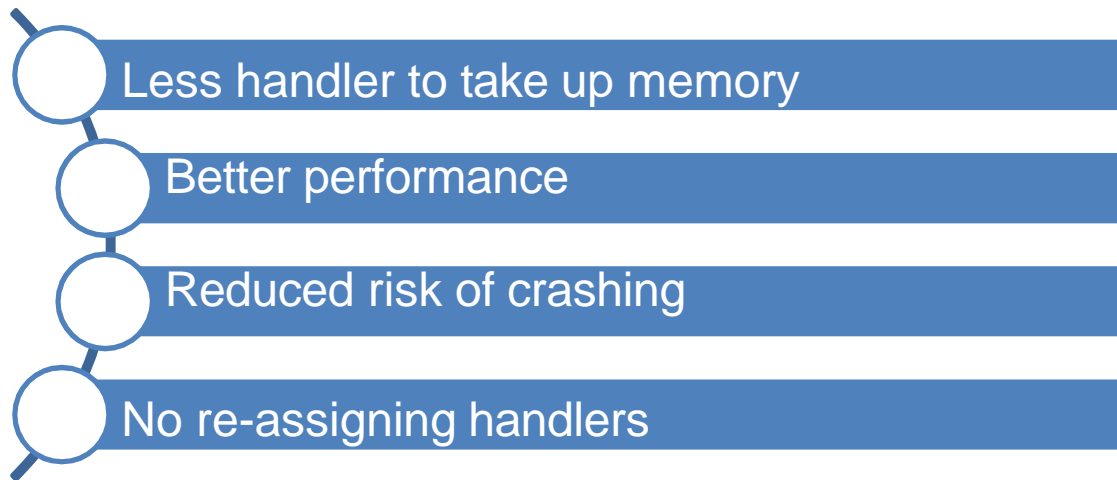 Less handler to take up memory
Better performance
Reduced risk of crashing
No re-assigning handlers